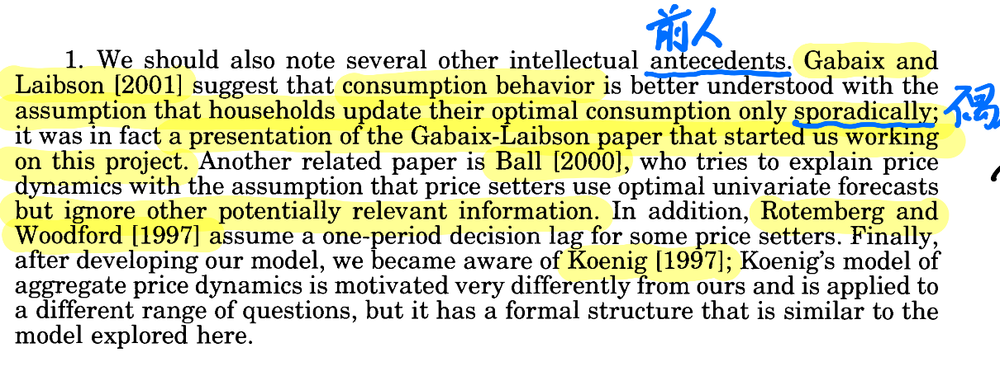 前人
1. We should also note several other intellectual antecedents. Gabaix and
Laibson [2001] suggest that consumption behavior is better understood with the
assumption that households update their optimal consumption only sporadically;
偶
it was in fact a presentation of the Gabaix-Laibson paper that started us working
on this project. Another related paper is Ball [2000], who tries to explain price
dynamics with the assumption that price setters use optimal univariate forecasts
but ignore other potentially relevant information. In addition, Rotemberg and
Woodford [1997] assume a one-period decision lag for some price setters. Finally,
after developing our model, we became aware of Koenig [1997]; Koenig's model of
aggregate price dynamics is motivated very differently from ours and is applied to
a different range of questions, but it has a formal structure that is similar to the
model explored here.